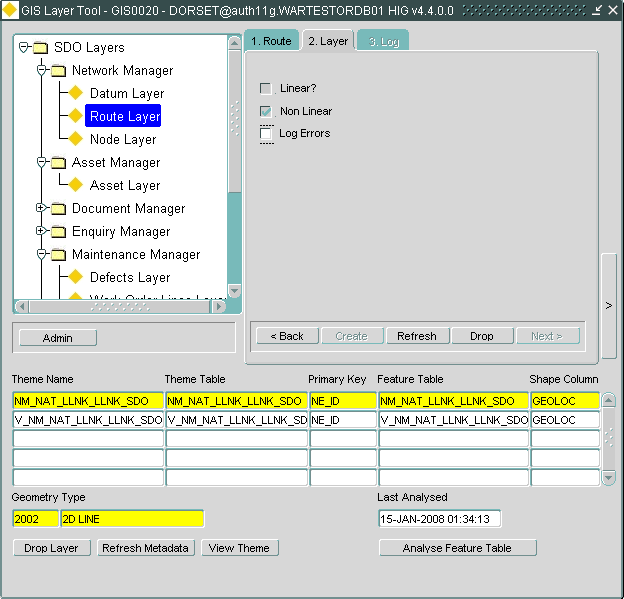 GIS Layer Tool - GIS0020 - DORSET@auth11g.WARTESTORDB01 HIG v4.4.0.0
SDO Layers
Network Manager
Datum Layer
Route Layer
Node Layer
Asset Manager
Asset Layer
Document Manager
Enquiry Manager
Maintenance Manager
Defects Layer
Work Order Lines Layer
Admin
1. Route
2. Layer
3. Log
Linear?
Non Linear
Log Errors
< Back
Create
Refresh
Drop
Next >
>
Theme Name Theme Table Primary Key Feature Table Shape Column
NM_NAT_LLNK_LLNK_SDO NM_NAT_LLNK_LLNK_SDO NE_ID NM_NAT_LLNK_LLNK_SDO GEOLOC
V_NM_NAT_LLNK_LLNK_SDO V_NM_NAT_LLNK_LLNK_SD NE_ID V_NM_NAT_LLNK_LLNK_SDO GEOLOC
Geometry Type
2002 2D LINE
Last Analysed
15-JAN-2008 01:34:13
Drop Layer
Refresh Metadata
View Theme
Analyse Feature Table